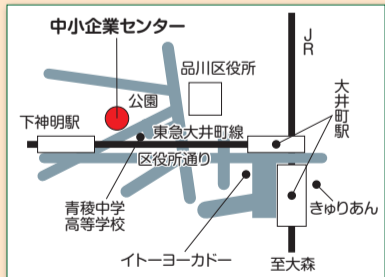 中小企業センター
JR
品川区役所
公園
大井町駅
下神明駅
東急大井町線
区役所通り
青稜中学
高等学校
きゅりあん
イトーヨーカドー
至大森